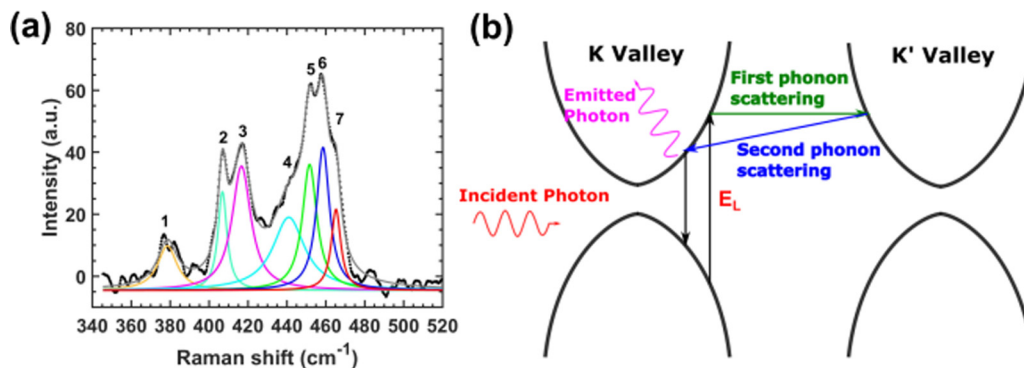 (a)
80
60
40
20
0
Intensity (a.u.)
1
2
3
4
5
6
7
340 360 380 400 420 440 460 480 500 520
Raman shift (cm⁻¹)
(b)
K Valley
K' Valley
Emitted
Photon
First phonon
scattering
Second phonon
scattering
Incident Photon
E_L